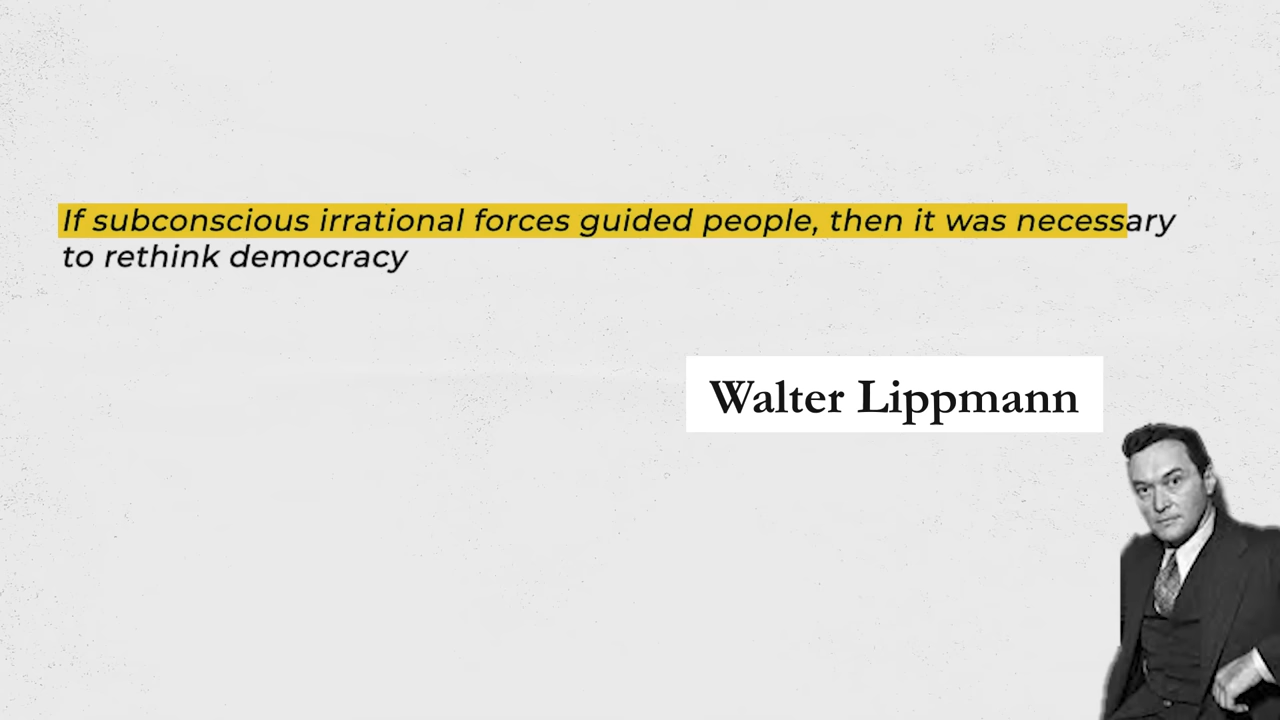 If subconscious irrational forces guided people, then it was necessary
to rethink democracy
Walter Lippmann